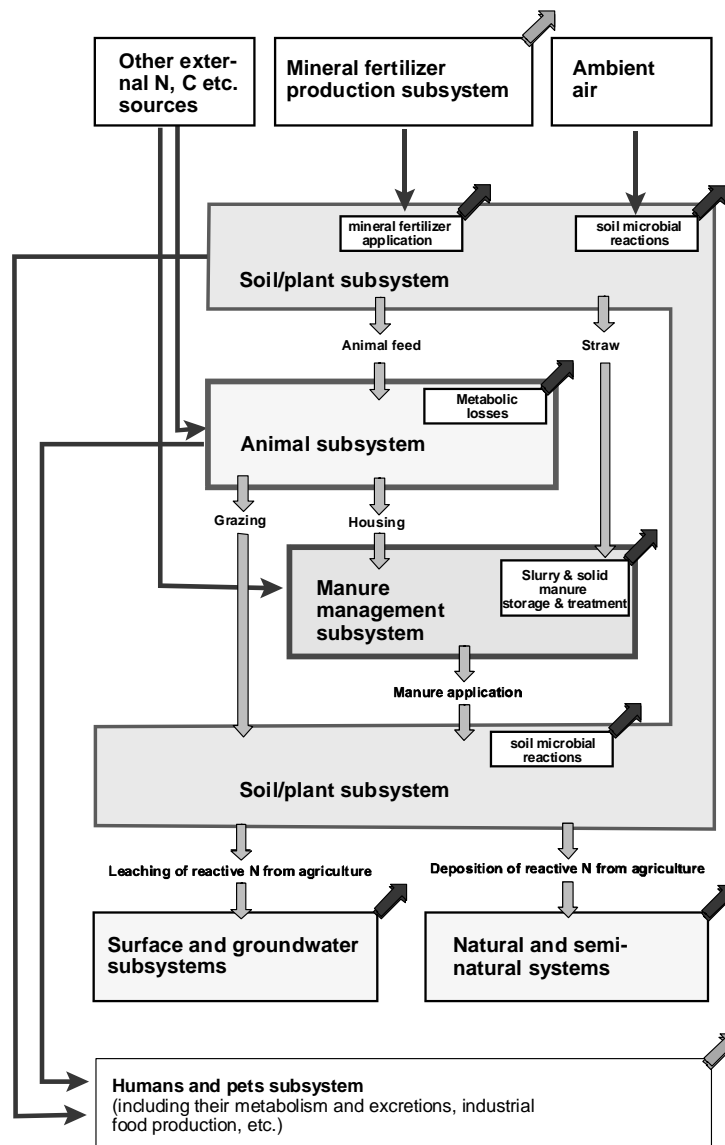 Other exter-
nal N, C etc.
sources
Mineral fertilizer
production subsystem
Ambient
air
mineral fertilizer
application
soil microbial
reactions
Soil/plant subsystem
Animal feed
Straw
Metabolic
losses
Animal subsystem
Grazing
Housing
Slurry & solid
manure
storage & treatment
Manure
management
subsystem
Manure application
soil microbial
reactions
Soil/plant subsystem
Leaching of reactive N from agriculture
Deposition of reactive N from agriculture
Surface and groundwater
subsystems
Natural and semi-
natural systems
Humans and pets subsystem
(including their metabolism and excretions, industrial
food production, etc.)